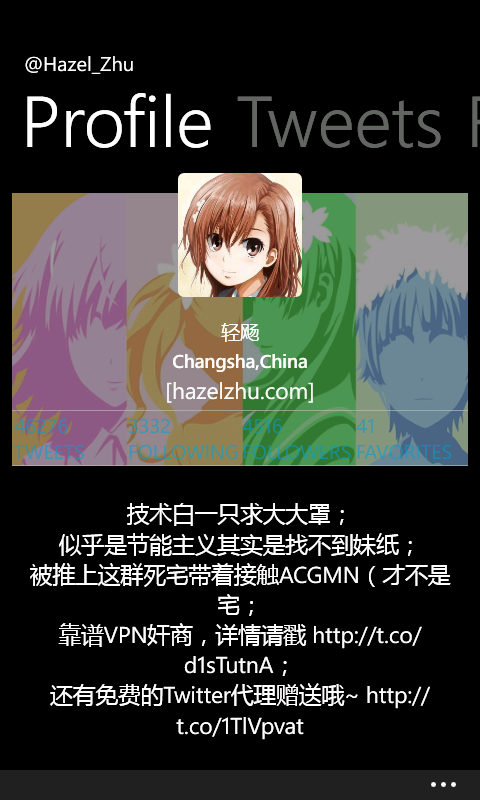 @Hazel_Zhu
Profile Tweets
轻飏
Changsha,China
[hazelzhu.com]
46276 3332 4516 41
TWEETS FOLLOWING FOLLOWERS FAVORITES
技术白一只求大大罩；
似乎是节能主义其实是找不到妹纸；
被推上这群死宅带着接触ACGMN（才不是
宅；
靠谱VPN奸商，详情请戳 http://t.co/
d1sTutnA；
还有免费的Twitter代理赠送哦~ http://
t.co/1TlVpvat